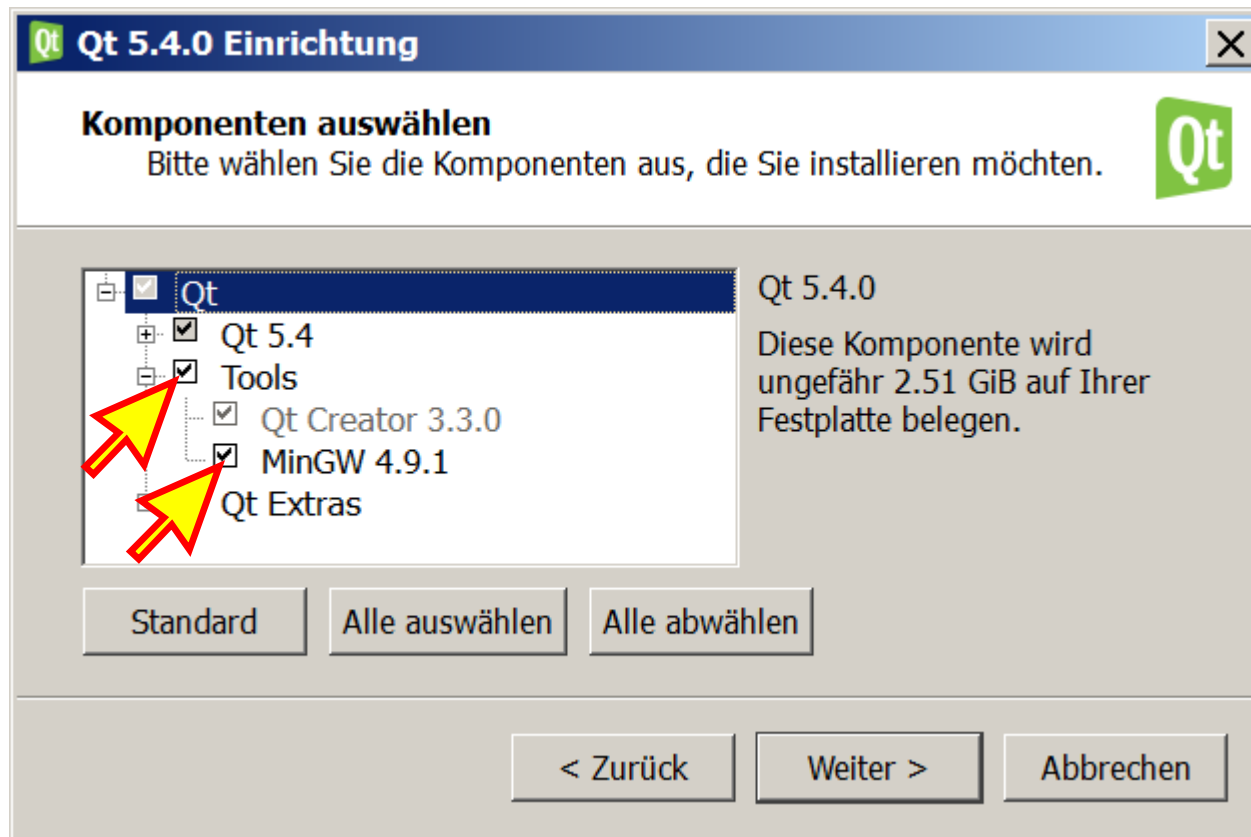 Qt Qt 5.4.0 Einrichtung
Komponenten auswählen
Bitte wählen Sie die Komponenten aus, die Sie installieren möchten.
Qt
Qt
Qt 5.4
Tools
Qt Creator 3.3.0
MinGW 4.9.1
Qt Extras
Qt 5.4.0
Diese Komponente wird
ungefähr 2.51 GiB auf Ihrer
Festplatte belegen.
Standard Alle auswählen Alle abwählen
< Zurück Weiter > Abbrechen